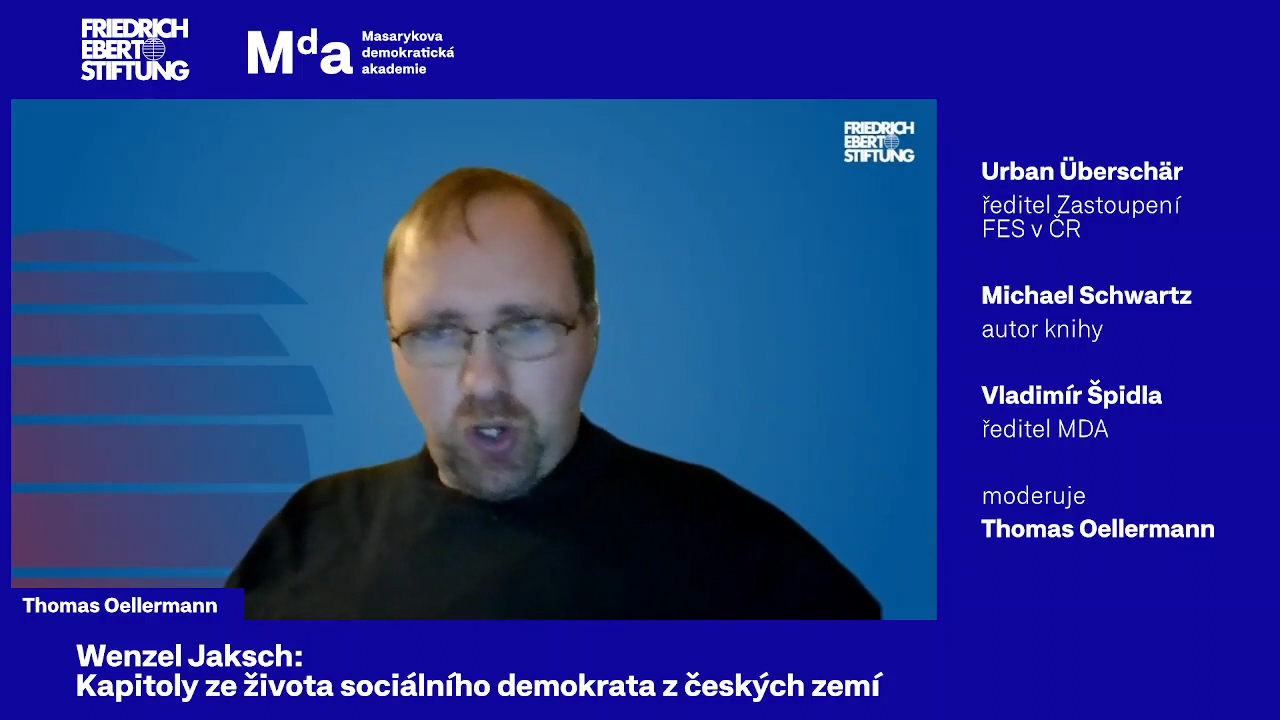 FRIEDRICH
EBERT
STIFTUNG
Mda
Masarykova
demokratická
akademie
FRIEDRICH
EBERT
STIFTUNG
Urban Überschär
ředitel Zastoupení
FES v ČR
Michael Schwartz
autor knihy
Vladimír Špidla
ředitel MDA
moderuje
Thomas Oellermann
Thomas Oellermann
Wenzel Jaksch:
Kapitoly ze života sociálního demokrata z českých zemí